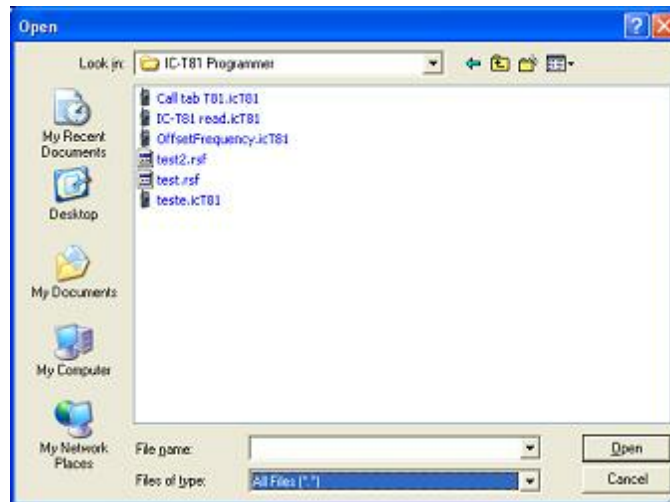 Open
Look in: IC-T81 Programmer
My Recent
Documents
Desktop
My Documents
My Computer
My Network
Places
Call tab T81.icT81
IC-T81 read.icT81
OffsetFrequency.icT81
test2.rsf
test.rsf
teste.icT81
File name:
Open
Files of type: All Files (*.*)
Cancel